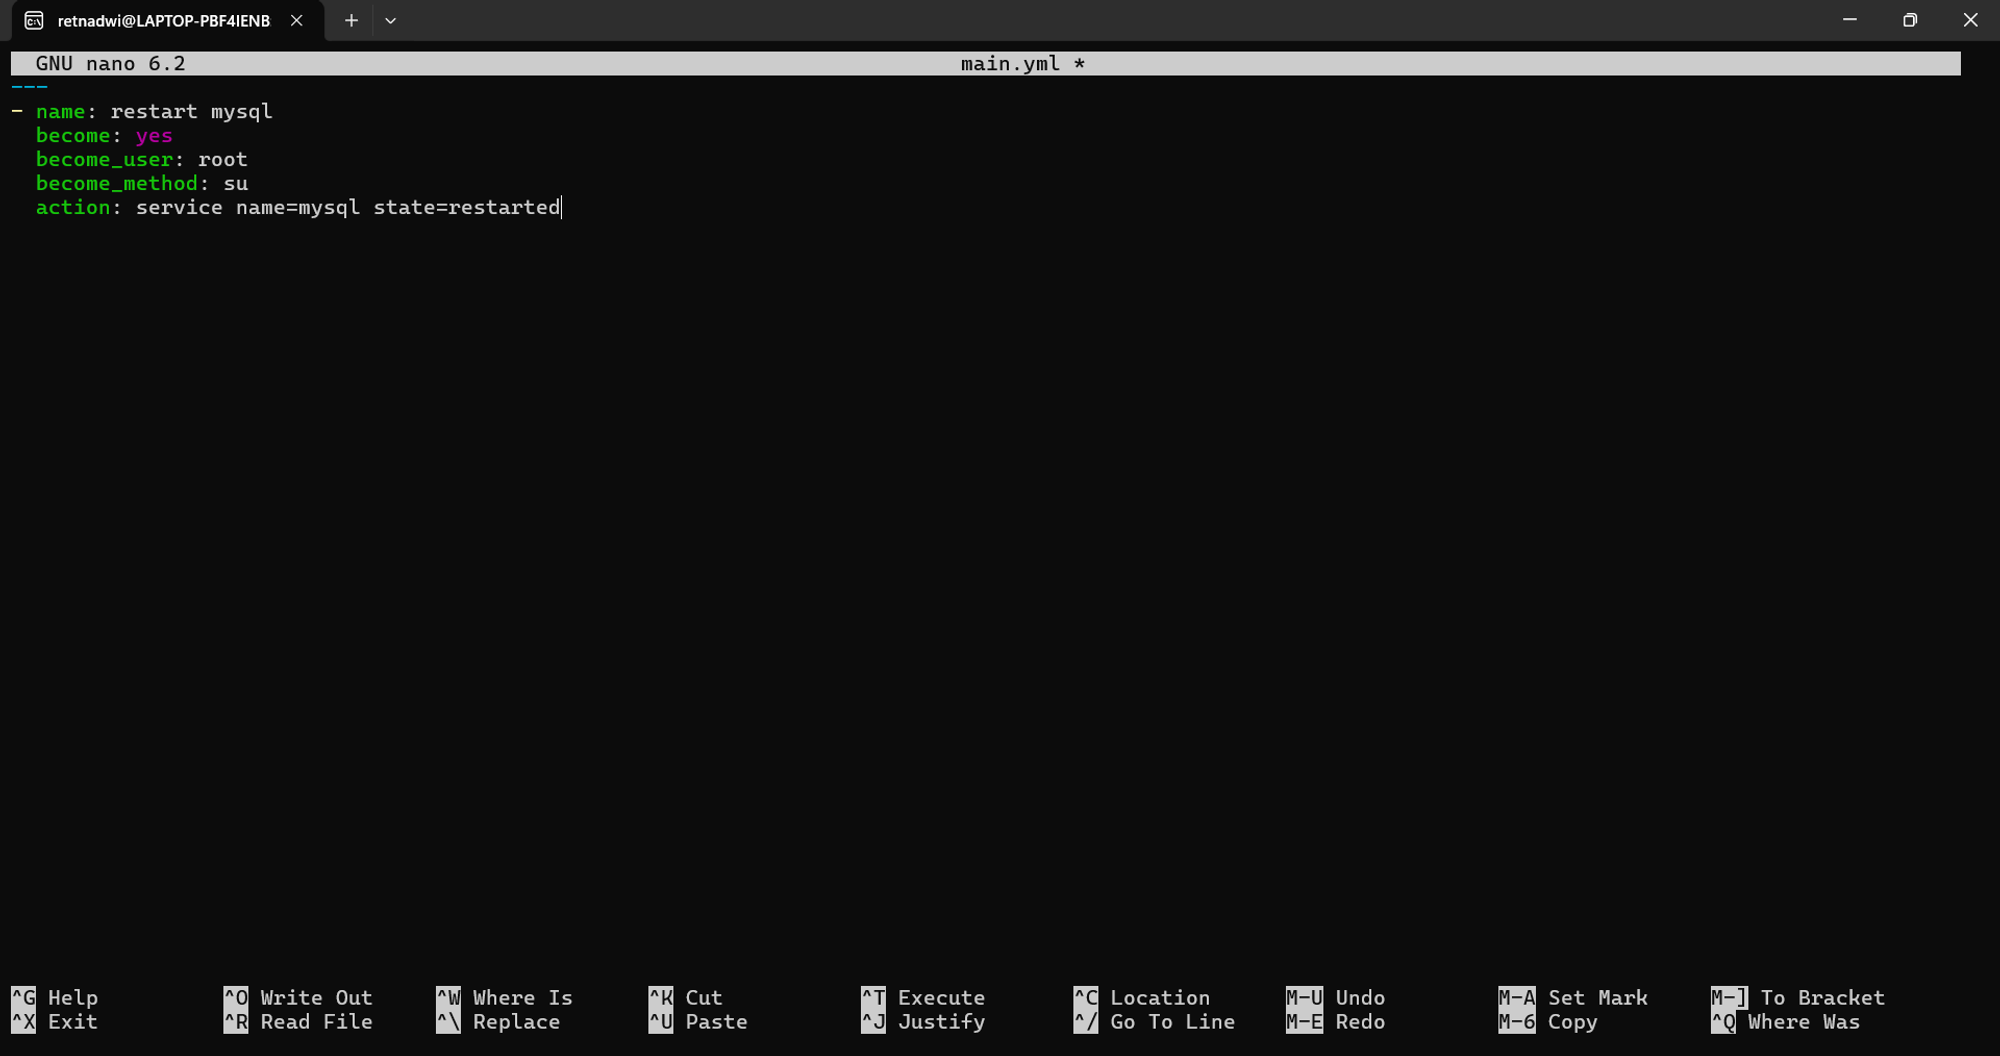 retnadwi@LAPTOP-PBF4IENB
GNU nano 6.2 main.yml *
---
- name: restart mysql
  become: yes
  become_user: root
  become_method: su
  action: service name=mysql state=restarted
^G Help ^O Write Out ^W Where Is ^K Cut ^T Execute ^C Location M-U Undo M-A Set Mark M-] To Bracket
^X Exit ^R Read File ^\ Replace ^U Paste ^J Justify ^/ Go To Line M-E Redo M-6 Copy ^Q Where Was